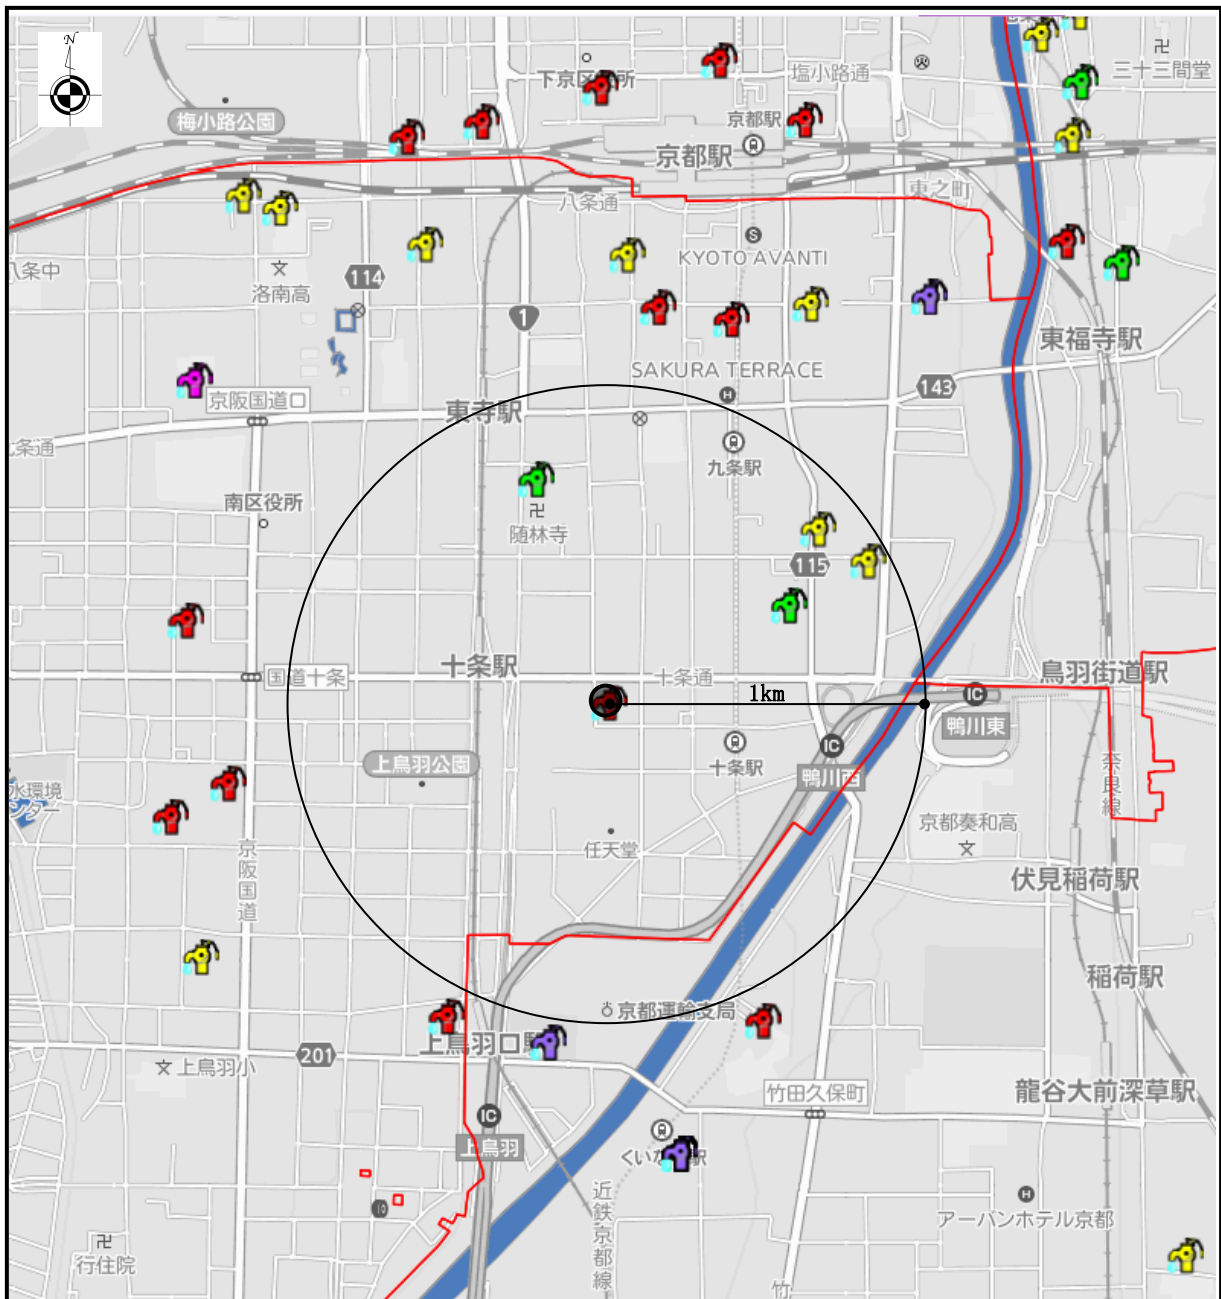 N
三十三間堂
塩小路通
梅小路公園
京都駅
京都駅
八条通
東之町
KYOTO AVANTI
八条中
洛南高
114
1
東福寺駅
SAKURA TERRACE
143
京阪国道口
東寺駅
条通
九条駅
南区役所
随林寺
115
十条駅
十条通
国道十条
鳥羽街道駅
1km
IC
鴨川東
十条駅
IC
鴨川西
上鳥羽公園
奈良線
水環境
ンター
任天堂
京都奏和高
京阪国道
伏見稲荷駅
稲荷駅
京都運輸支局
上鳥羽口駅
201
上鳥羽小
竹田久保町
龍谷大前深草駅
IC
上鳥羽
近鉄京都線
アーバンホテル京都
行住院
竹